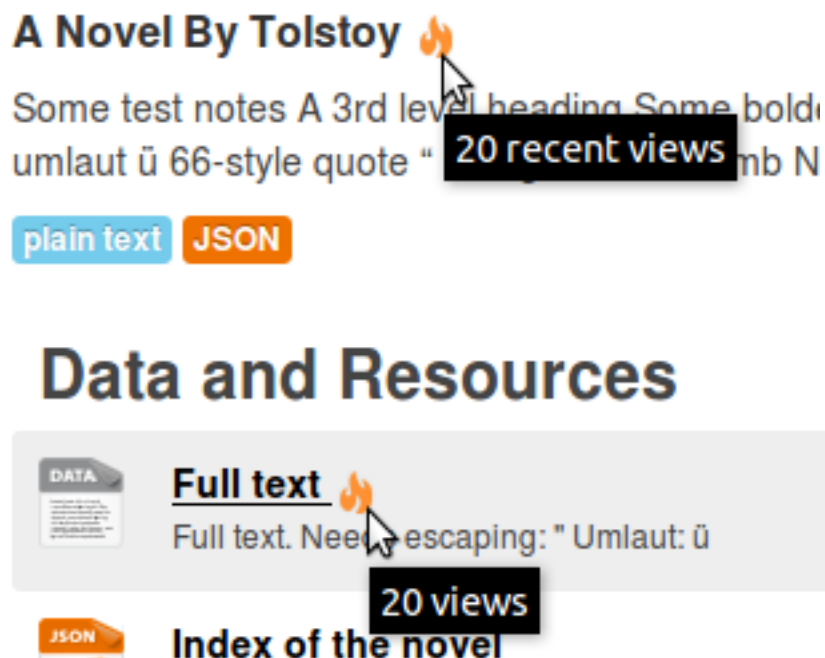 A Novel By Tolstoy
Some test notes A 3rd level heading Some bolde
20 recent views
umlaut ü 66-style quote “ mb N
plain text JSON
Data and Resources
DATA
Full text
Full text. Need escaping: " Umlaut: ü
20 views
JSON
Index of the novel